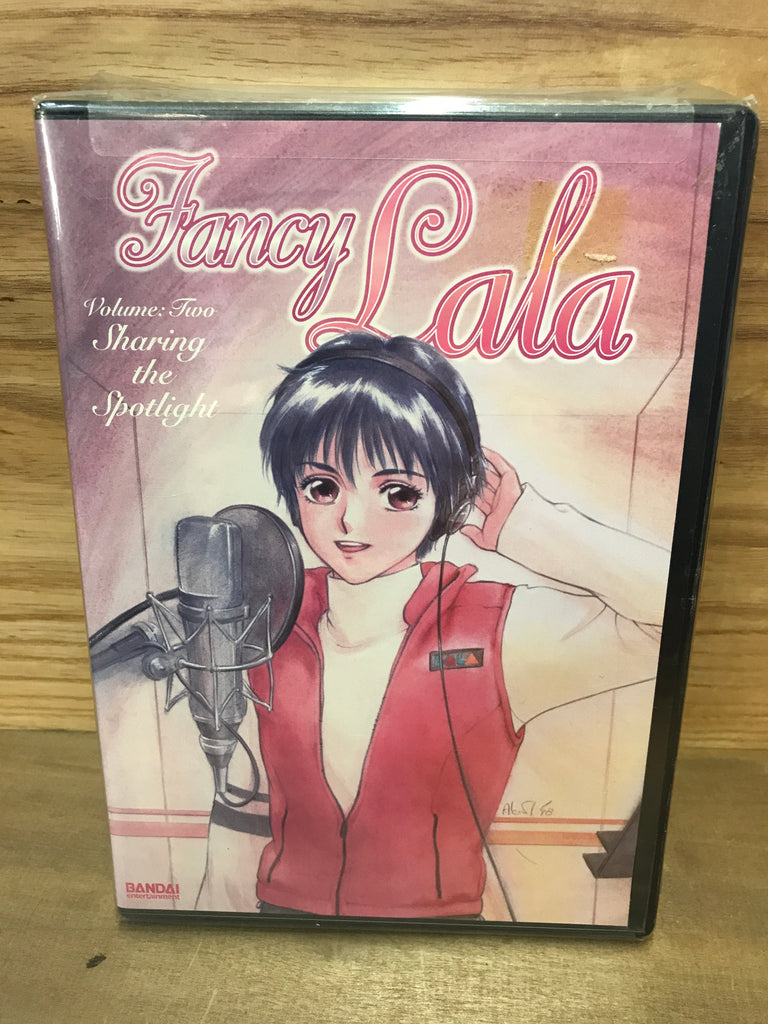 Fancy Lala
Volume: Two
Sharing
the
Spotlight
BANDAI
entertainment